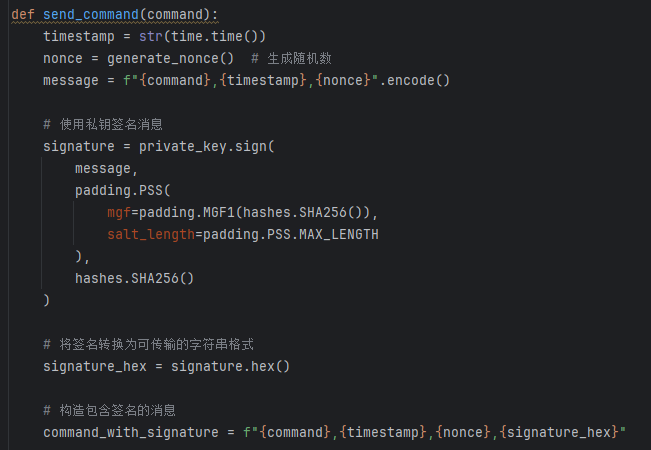 def send_command(command):
timestamp = str(time.time())
nonce = generate_nonce()  # 生成随机数
message = f"{command},{timestamp},{nonce}".encode()
# 使用私钥签名消息
signature = private_key.sign(
message,
padding.PSS(
mgf=padding.MGF1(hashes.SHA256()),
salt_length=padding.PSS.MAX_LENGTH
),
hashes.SHA256()
)
# 将签名转换为可传输的字符串格式
signature_hex = signature.hex()
# 构造包含签名的消息
command_with_signature = f"{command},{timestamp},{nonce},{signature_hex}"